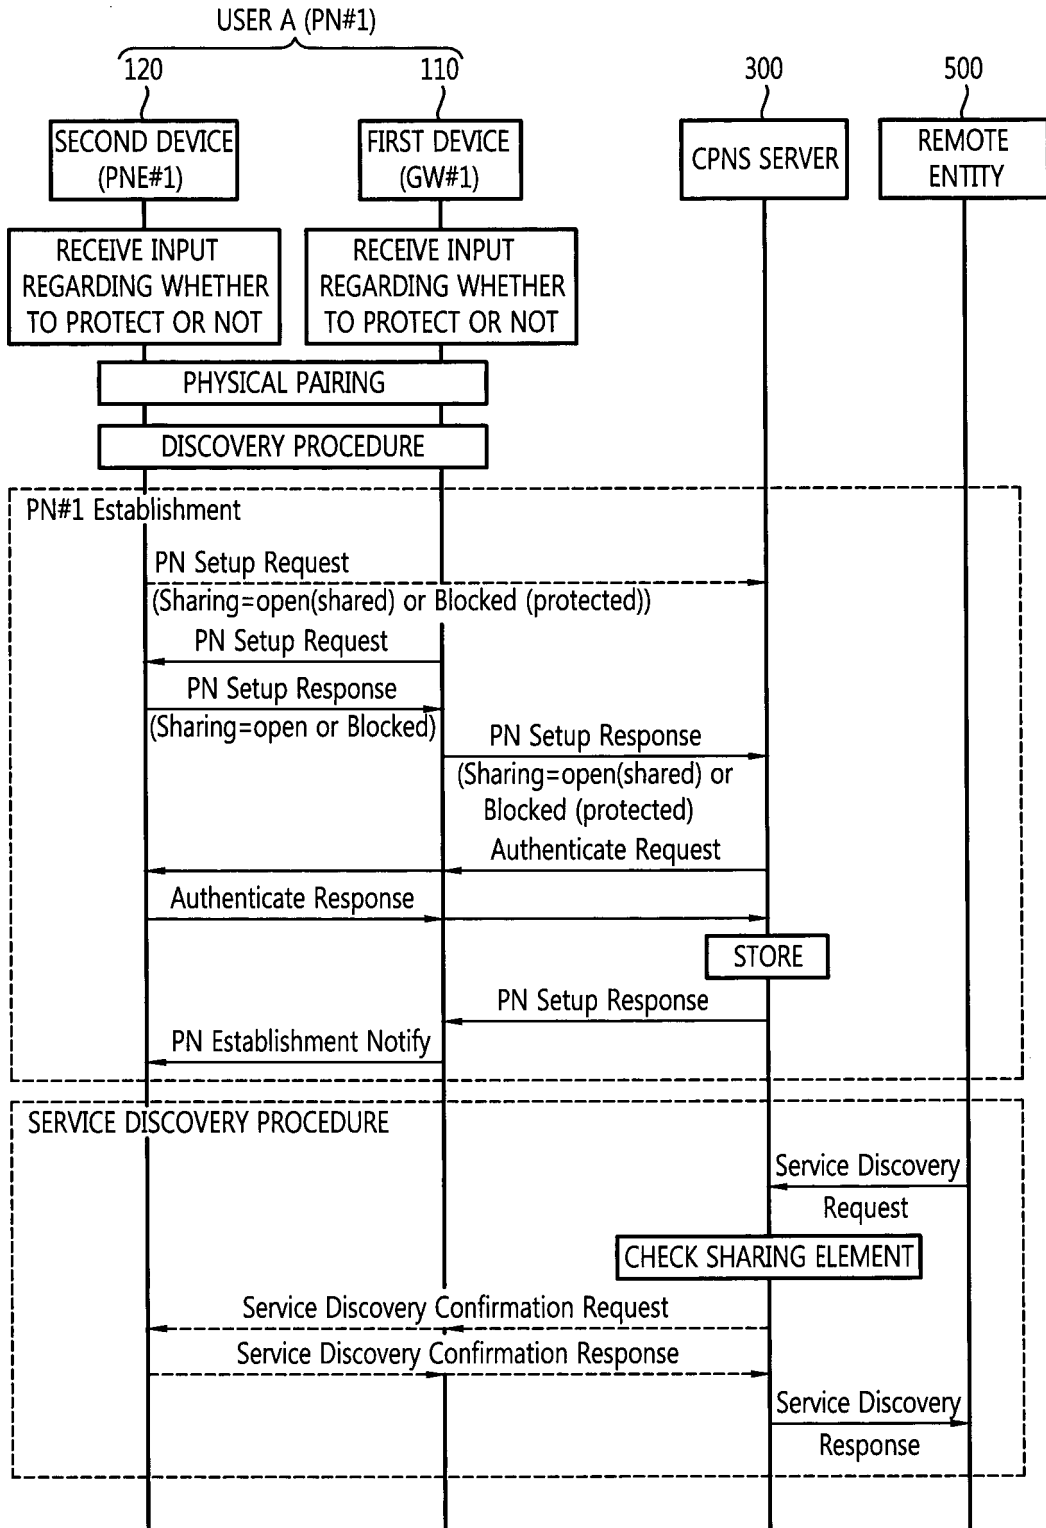 USER A (PN#1)
120
110
300
500
SECOND DEVICE
(PNE#1)
FIRST DEVICE
(GW#1)
CPNS SERVER
REMOTE
ENTITY
RECEIVE INPUT
REGARDING WHETHER
TO PROTECT OR NOT
RECEIVE INPUT
REGARDING WHETHER
TO PROTECT OR NOT
PHYSICAL PAIRING
DISCOVERY PROCEDURE
PN#1 Establishment
PN Setup Request
(Sharing=open(shared) or Blocked (protected))
PN Setup Request
PN Setup Response
(Sharing=open or Blocked)
PN Setup Response
(Sharing=open(shared) or
Blocked (protected)
Authenticate Request
Authenticate Response
STORE
PN Setup Response
PN Establishment Notify
SERVICE DISCOVERY PROCEDURE
Service Discovery
Request
CHECK SHARING ELEMENT
Service Discovery Confirmation Request
Service Discovery Confirmation Response
Service Discovery
Response